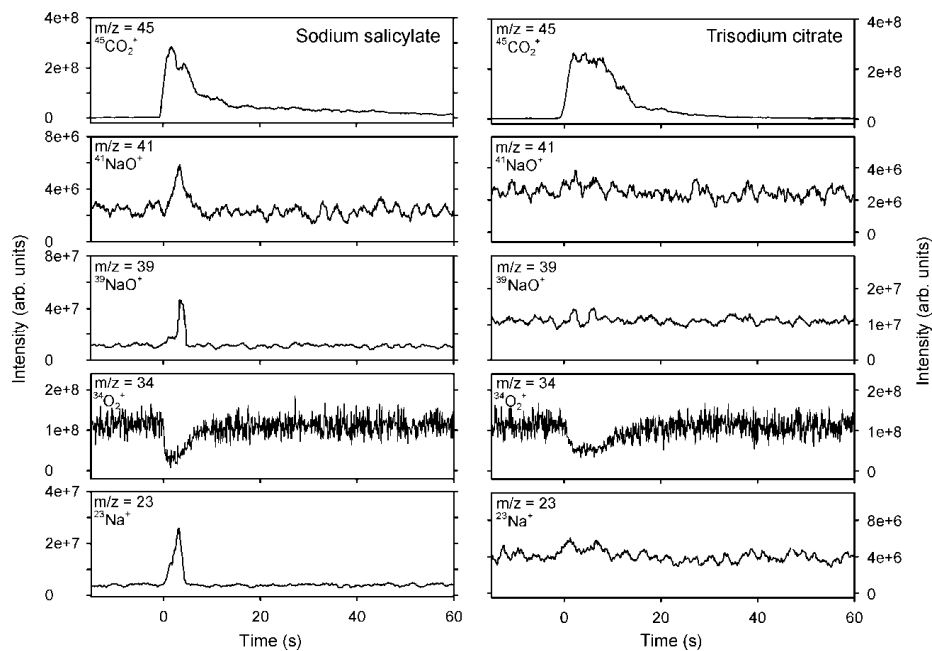 Sodium salicylate
m/z = 45
⁴⁵CO₂⁺
4e+8
2e+8
0
m/z = 41
⁴¹NaO⁺
8e+6
4e+6
0
m/z = 39
³⁹NaO⁺
8e+7
4e+7
0
m/z = 34
³⁴O₂⁺
2e+8
1e+8
0
m/z = 23
²³Na⁺
4e+7
2e+7
0
0 20 40 60
Time (s)
Intensity (arb. units)
Trisodium citrate
m/z = 45
⁴⁵CO₂⁺
4e+8
2e+8
0
m/z = 41
⁴¹NaO⁺
4e+6
2e+6
0
m/z = 39
³⁹NaO⁺
2e+7
1e+7
0
m/z = 34
³⁴O₂⁺
2e+8
1e+8
0
m/z = 23
²³Na⁺
8e+6
4e+6
0
0 20 40 60
Time (s)
Intensity (arb. units)